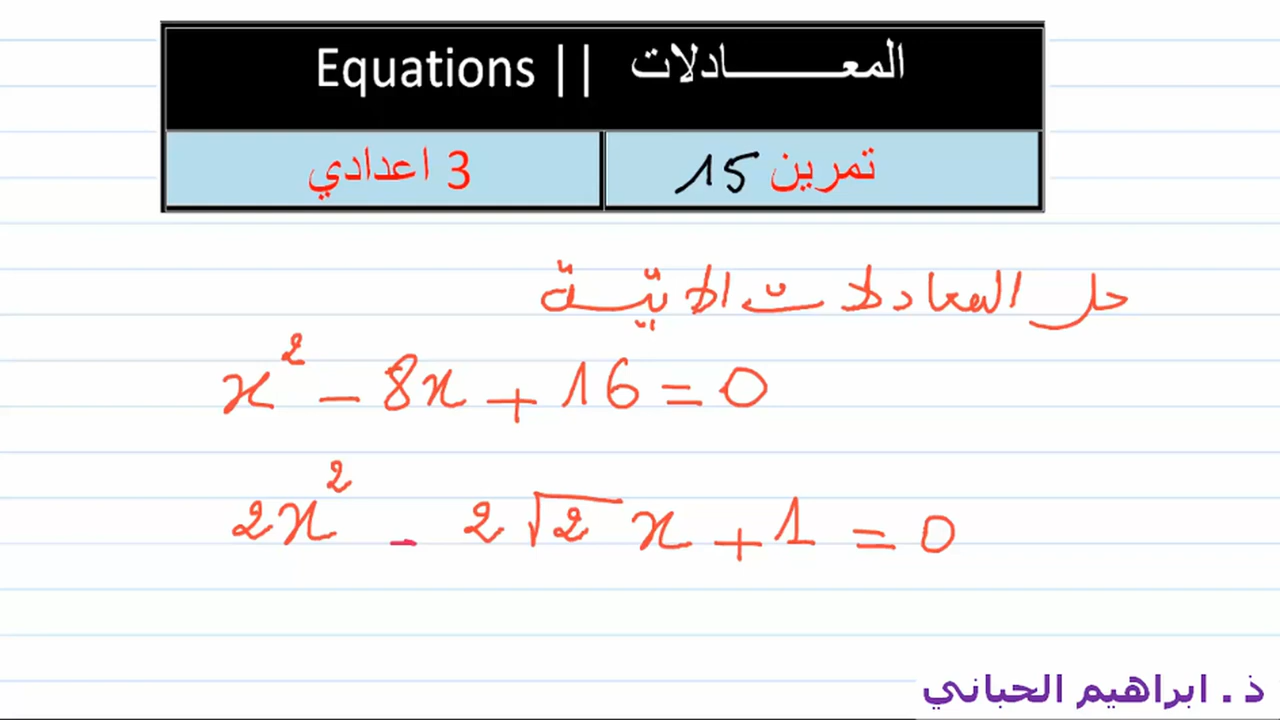 Equations || المعادلات
تمرين 15
3 اعدادي
حل المعادلات الاتية
x² - 8x + 16 = 0
2x² - 2√2 x + 1 = 0
ذ . ابراهيم الحباني